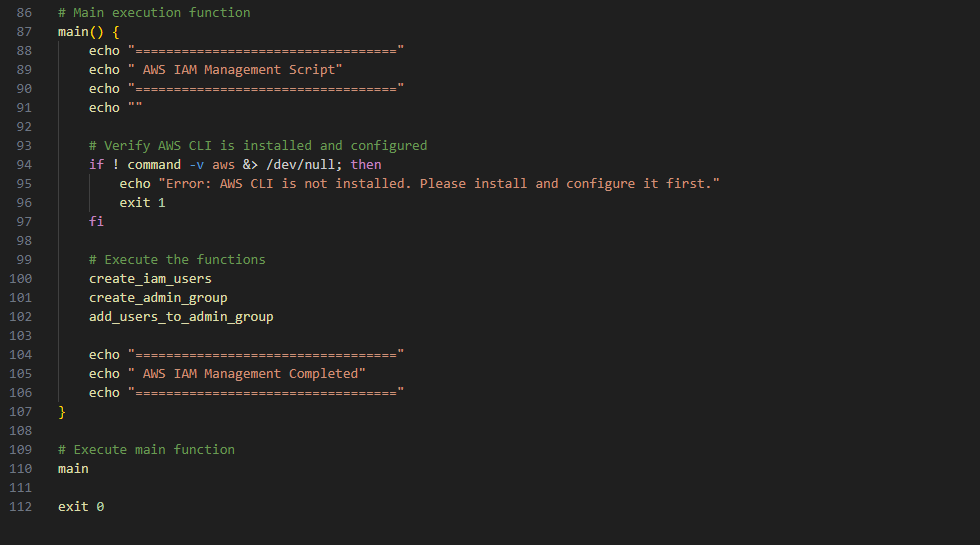 86 # Main execution function
87 main() {
88     echo "=================================="
89     echo " AWS IAM Management Script"
90     echo "=================================="
91     echo ""
92
93     # Verify AWS CLI is installed and configured
94     if ! command -v aws &> /dev/null; then
95         echo "Error: AWS CLI is not installed. Please install and configure it first."
96         exit 1
97     fi
98
99     # Execute the functions
100     create_iam_users
101     create_admin_group
102     add_users_to_admin_group
103
104     echo "=================================="
105     echo " AWS IAM Management Completed"
106     echo "=================================="
107 }
108
109 # Execute main function
110 main
111
112 exit 0